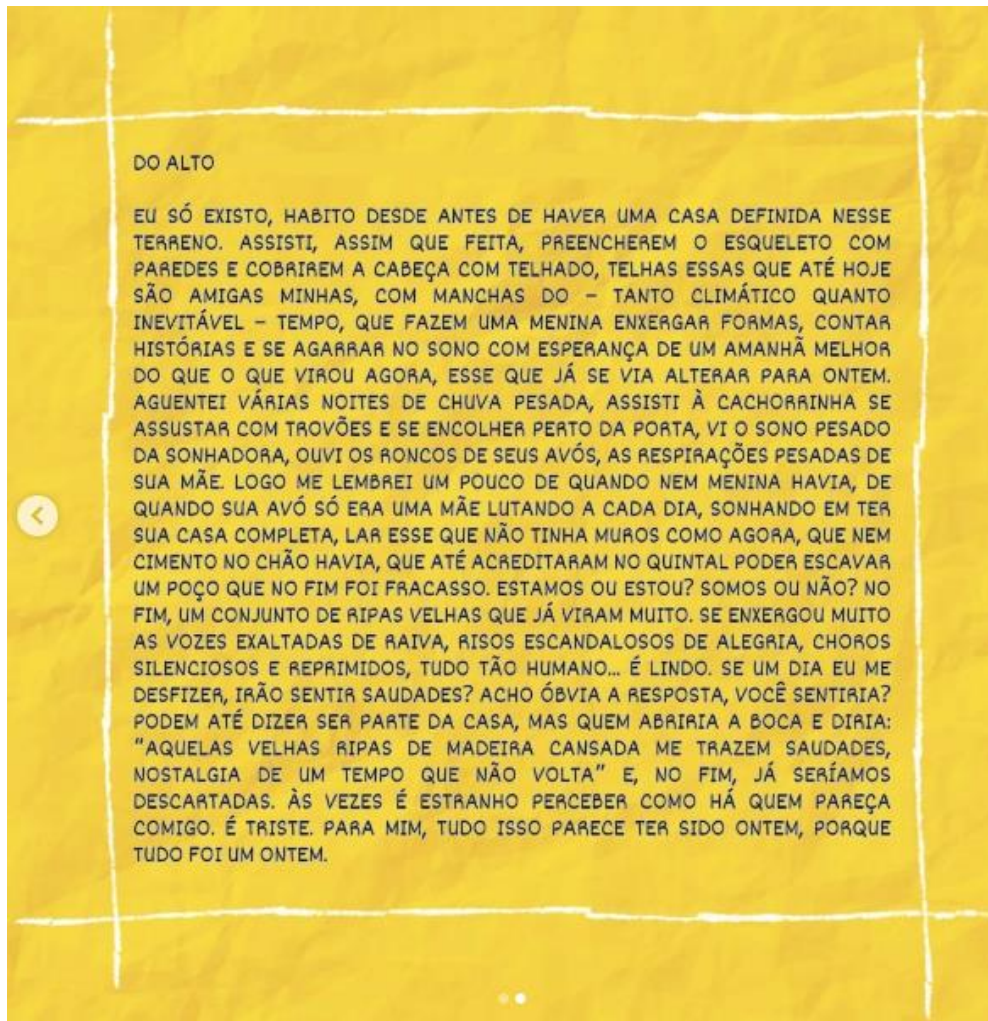 DO ALTO
EU SÓ EXISTO, HABITO DESDE ANTES DE HAVER UMA CASA DEFINIDA NESSE
TERRENO. ASSISTI, ASSIM QUE FEITA, PREENCHEREM O ESQUELETO COM
PAREDES E COBRIREM A CABEÇA COM TELHADO, TELHAS ESSAS QUE ATÉ HOJE
SÃO AMIGAS MINHAS, COM MANCHAS DO – TANTO CLIMÁTICO QUANTO
INEVITÁVEL – TEMPO, QUE FAZEM UMA MENINA ENXERGAR FORMAS, CONTAR
HISTÓRIAS E SE AGARRAR NO SONO COM ESPERANÇA DE UM AMANHÃ MELHOR
DO QUE O QUE VIROU AGORA, ESSE QUE JÁ SE VIA ALTERAR PARA ONTEM.
AGUENTEI VÁRIAS NOITES DE CHUVA PESADA, ASSISTI À CACHORRINHA SE
ASSUSTAR COM TROVÕES E SE ENCOLHER PERTO DA PORTA, VI O SONO PESADO
DA SONHADORA, OUVI OS RONCOS DE SEUS AVÓS, AS RESPIRAÇÕES PESADAS DE
SUA MÃE. LOGO ME LEMBREI UM POUCO DE QUANDO NEM MENINA HAVIA, DE
QUANDO SUA AVÓ SÓ ERA UMA MÃE LUTANDO A CADA DIA, SONHANDO EM TER
SUA CASA COMPLETA, LAR ESSE QUE NÃO TINHA MUROS COMO AGORA, QUE NEM
CIMENTO NO CHÃO HAVIA, QUE ATÉ ACREDITARAM NO QUINTAL PODER ESCAVAR
UM POÇO QUE NO FIM FOI FRACASSO. ESTAMOS OU ESTOU? SOMOS OU NÃO? NO
FIM, UM CONJUNTO DE RIPAS VELHAS QUE JÁ VIRAM MUITO. SE ENXERGOU MUITO
AS VOZES EXALTADAS DE RAIVA, RISOS ESCANDALOSOS DE ALEGRIA, CHOROS
SILENCIOSOS E REPRIMIDOS, TUDO TÃO HUMANO... É LINDO. SE UM DIA EU ME
DESFIZER, IRÃO SENTIR SAUDADES? ACHO ÓBVIA A RESPOSTA, VOCÊ SENTIRIA?
PODEM ATÉ DIZER SER PARTE DA CASA, MAS QUEM ABRIRIA A BOCA E DIRIA:
"AQUELAS VELHAS RIPAS DE MADEIRA CANSADA ME TRAZEM SAUDADES,
NOSTALGIA DE UM TEMPO QUE NÃO VOLTA" E, NO FIM, JÁ SERÍAMOS
DESCARTADAS. ÀS VEZES É ESTRANHO PERCEBER COMO HÁ QUEM PAREÇA
COMIGO. É TRISTE. PARA MIM, TUDO ISSO PARECE TER SIDO ONTEM, PORQUE
TUDO FOI UM ONTEM.